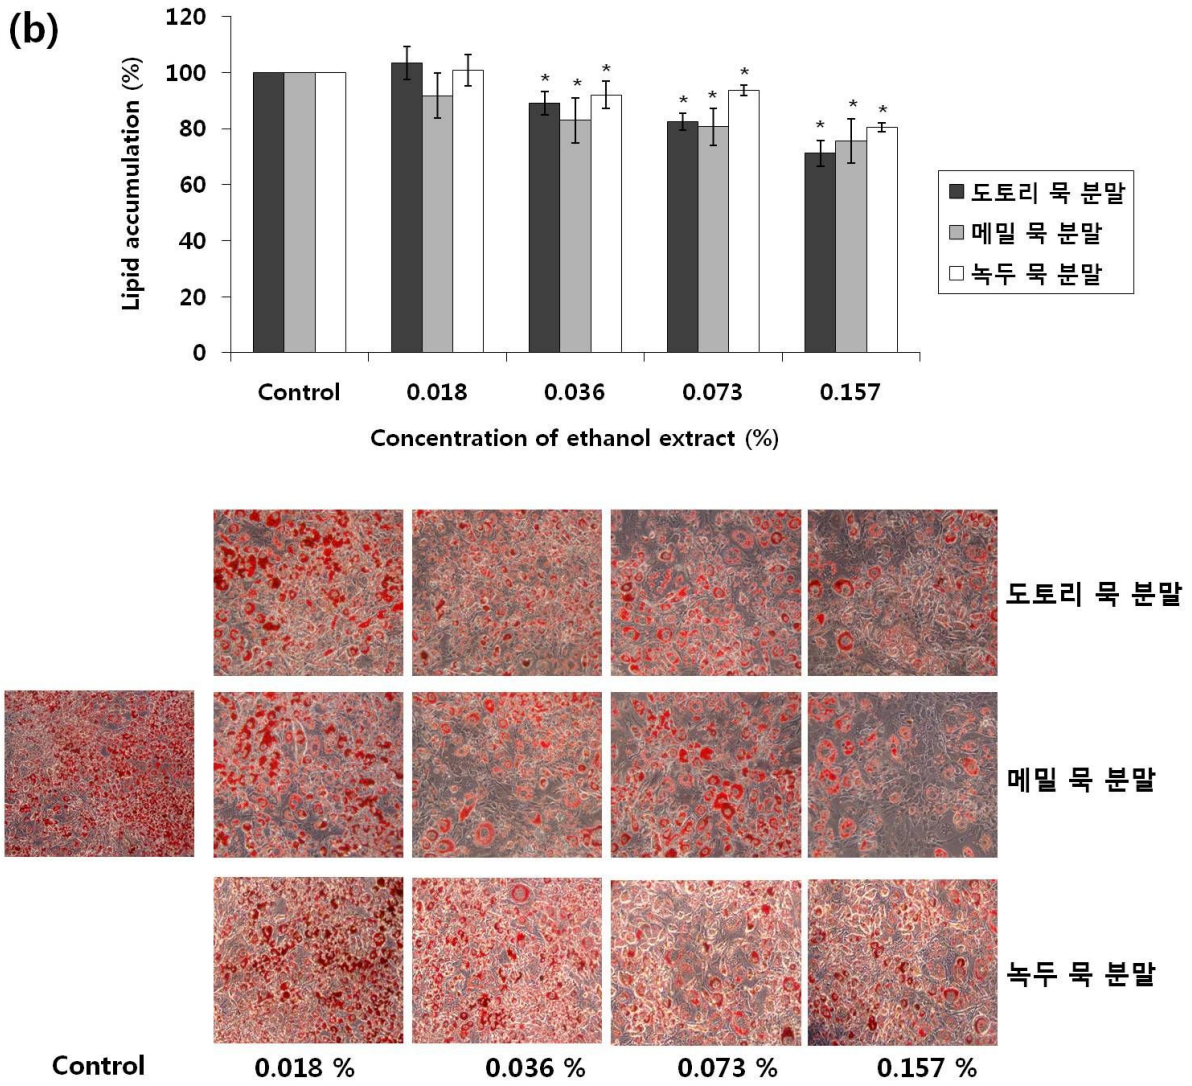 (b)
120
100
80
60
40
20
0
Lipid accumulation (%)
* * *
* * *
* * *
Control 0.018 0.036 0.073 0.157
Concentration of ethanol extract (%)
도토리 묵 분말
메밀 묵 분말
녹두 묵 분말
도토리 묵 분말
메밀 묵 분말
녹두 묵 분말
Control 0.018 % 0.036 % 0.073 % 0.157 %